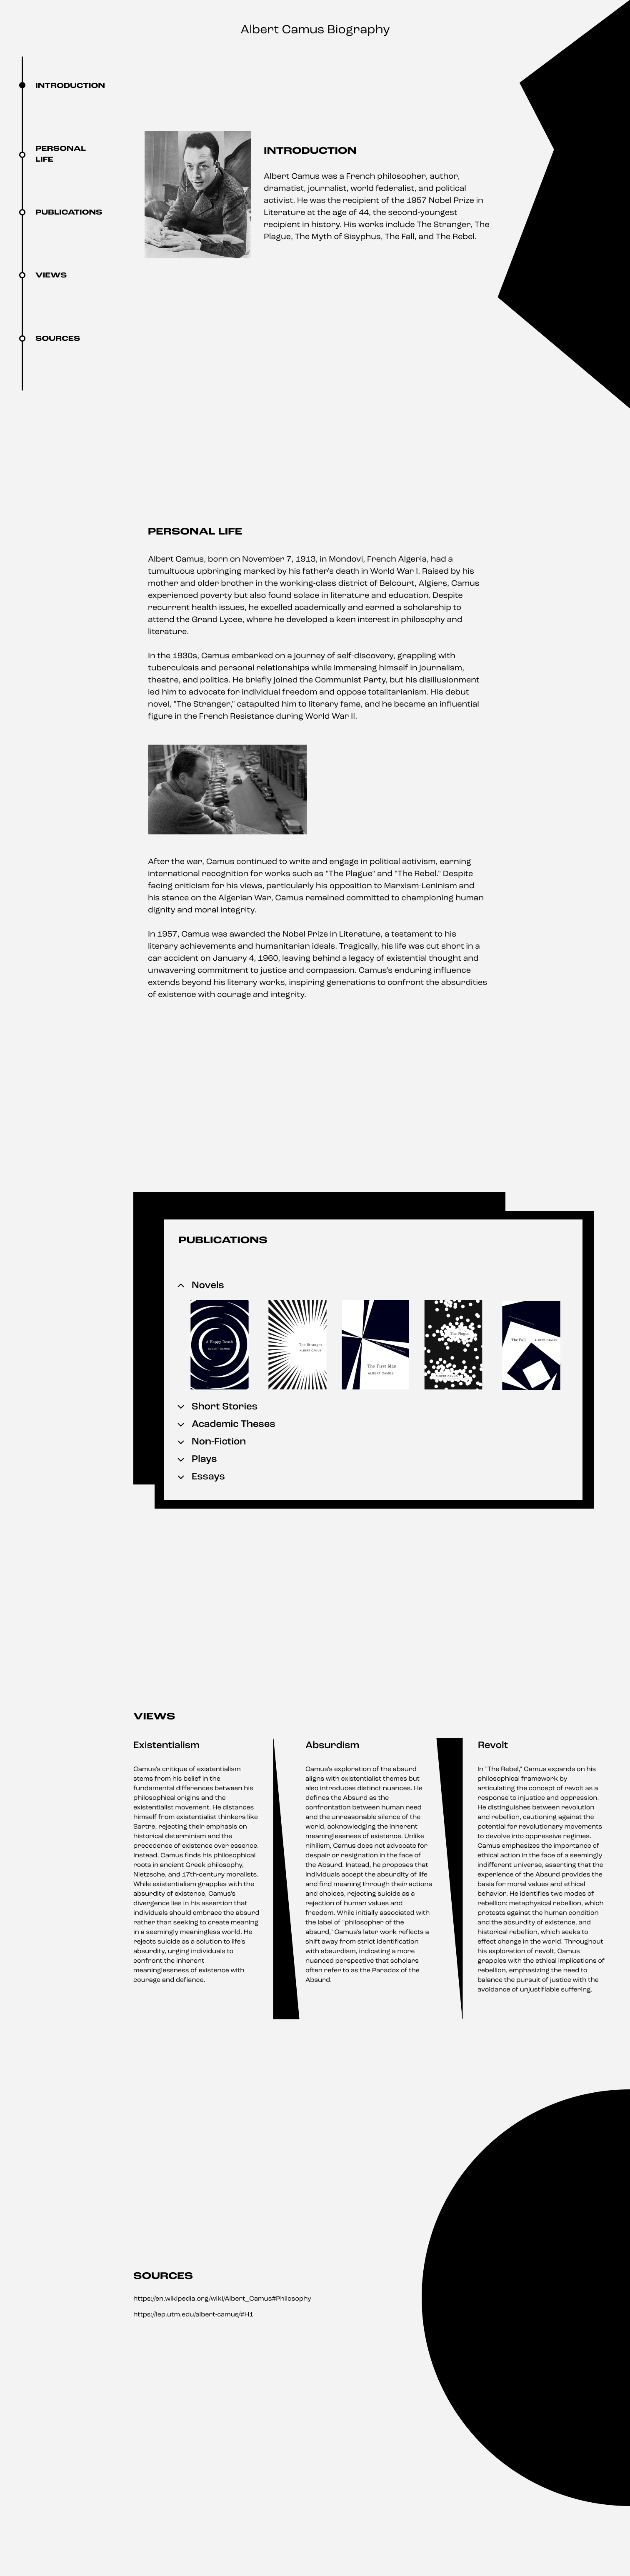 Albert Camus Biography
INTRODUCTION
PERSONAL
LIFE
PUBLICATIONS
VIEWS
SOURCES
INTRODUCTION
Albert Camus was a French philosopher, author,
dramatist, journalist, world federalist, and political
activist. He was the recipient of the 1957 Nobel Prize in
Literature at the age of 44, the second-youngest
recipient in history. His works include The Stranger, The
Plague, The Myth of Sisyphus, The Fall, and The Rebel.
PERSONAL LIFE
Albert Camus, born on November 7, 1913, in Mondovi, French Algeria, had a
tumultuous upbringing marked by his father's death in World War I. Raised by his
mother and older brother in the working-class district of Belcourt, Algiers, Camus
experienced poverty but also found solace in literature and education. Despite
recurrent health issues, he excelled academically and earned a scholarship to
attend the Grand Lycee, where he developed a keen interest in philosophy and
literature.
In the 1930s, Camus embarked on a journey of self-discovery, grappling with
tuberculosis and personal relationships while immersing himself in journalism,
theatre, and politics. He briefly joined the Communist Party, but his disillusionment
led him to advocate for individual freedom and oppose totalitarianism. His debut
novel, "The Stranger," catapulted him to literary fame, and he became an influential
figure in the French Resistance during World War II.
After the war, Camus continued to write and engage in political activism, earning
international recognition for works such as "The Plague" and "The Rebel." Despite
facing criticism for his views, particularly his opposition to Marxism-Leninism and
his stance on the Algerian War, Camus remained committed to championing human
dignity and moral integrity.
In 1957, Camus was awarded the Nobel Prize in Literature, a testament to his
literary achievements and humanitarian ideals. Tragically, his life was cut short in a
car accident on January 4, 1960, leaving behind a legacy of existential thought and
unwavering commitment to justice and compassion. Camus's enduring influence
extends beyond his literary works, inspiring generations to confront the absurdities
of existence with courage and integrity.
PUBLICATIONS
Novels
A Happy Death
ALBERT CAMUS
The Stranger
ALBERT CAMUS
The First Man
ALBERT CAMUS
The Plague
ALBERT CAMUS
The Fall
ALBERT CAMUS
Short Stories
Academic Theses
Non-Fiction
Plays
Essays
VIEWS
Existentialism
Camus's critique of existentialism
stems from his belief in the
fundamental differences between his
philosophical origins and the
existentialist movement. He distances
himself from existentialist thinkers like
Sartre, rejecting their emphasis on
historical determinism and the
precedence of existence over essence.
Instead, Camus finds his philosophical
roots in ancient Greek philosophy,
Nietzsche, and 17th-century moralists.
While existentialism grapples with the
absurdity of existence, Camus's
divergence lies in his assertion that
individuals should embrace the absurd
rather than seeking to create meaning
in a seemingly meaningless world. He
rejects suicide as a solution to life's
absurdity, urging individuals to
confront the inherent
meaninglessness of existence with
courage and defiance.
Absurdism
Camus's exploration of the absurd
aligns with existentialist themes but
also introduces distinct nuances. He
defines the Absurd as the
confrontation between human need
and the unreasonable silence of the
world, acknowledging the inherent
meaninglessness of existence. Unlike
nihilism, Camus does not advocate for
despair or resignation in the face of
the Absurd. Instead, he proposes that
individuals accept the absurdity of life
and find meaning through their actions
and choices, rejecting suicide as a
rejection of human values and
freedom. While initially associated with
the label of "philosopher of the
absurd," Camus's later work reflects a
shift away from strict identification
with absurdism, indicating a more
nuanced perspective that scholars
often refer to as the Paradox of the
Absurd.
Revolt
In "The Rebel," Camus expands on his
philosophical framework by
articulating the concept of revolt as a
response to injustice and oppression.
He distinguishes between revolution
and rebellion, cautioning against the
potential for revolutionary movements
to devolve into oppressive regimes.
Camus emphasizes the importance of
ethical action in the face of a seemingly
indifferent universe, asserting that the
experience of the Absurd provides the
basis for moral values and ethical
behavior. He identifies two modes of
rebellion: metaphysical rebellion, which
protests against the human condition
and the absurdity of existence, and
historical rebellion, which seeks to
effect change in the world. Throughout
his exploration of revolt, Camus
grapples with the ethical implications of
rebellion, emphasizing the need to
balance the pursuit of justice with the
avoidance of unjustifiable suffering.
SOURCES
https://en.wikipedia.org/wiki/Albert_Camus#Philosophy
https://iep.utm.edu/albert-camus/#H1